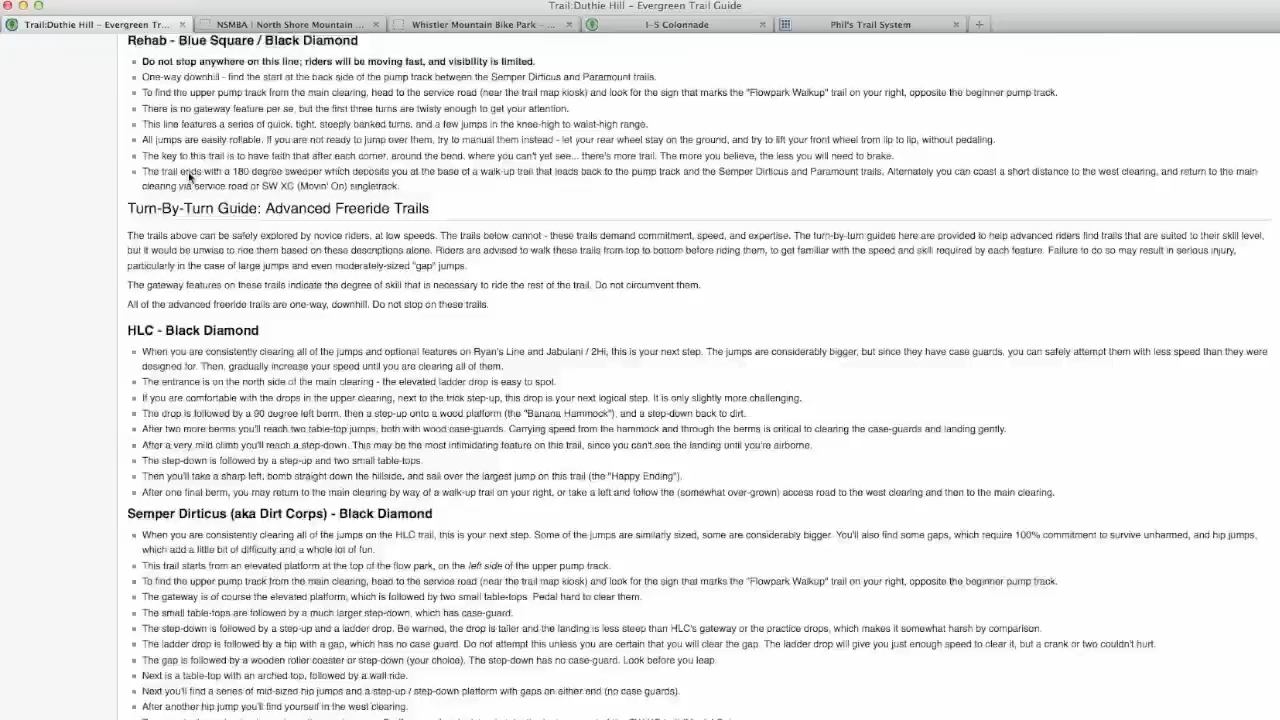 Trail:Duthie Hill – Evergreen Trail Guide
Trail:Duthie Hill – Evergreen Tr...
NSMBA | North Shore Mountain ...
Whistler Mountain Bike Park – ...
I-5 Colonnade
Phil's Trail System
Rehab - Blue Square / Black Diamond
Do not stop anywhere on this line; riders will be moving fast, and visibility is limited.
One-way downhill - find the start at the back side of the pump track between the Semper Dirticus and Paramount trails.
To find the upper pump track from the main clearing, head to the service road (near the trail map kiosk) and look for the sign that marks the "Flowpark Walkup" trail on your right, opposite the beginner pump track.
There is no gateway feature per se, but the first three turns are twisty enough to get your attention.
This line features a series of quick, tight, steeply banked turns, and a few jumps in the knee-high to waist-high range.
All jumps are easily rollable. If you are not ready to jump over them, try to manual them instead - let your rear wheel stay on the ground, and try to lift your front wheel from lip to lip, without pedaling.
The key to this trail is to have faith that after each corner, around the bend, where you can't yet see... there's more trail. The more you believe, the less you will need to brake.
The trail ends with a 180 degree sweeper which deposits you at the base of a walk-up trail that leads back to the pump track and the Semper Dirticus and Paramount trails. Alternately you can coast a short distance to the west clearing, and return to the main
clearing via service road or SW XC (Movin' On) singletrack.
Turn-By-Turn Guide: Advanced Freeride Trails
The trails above can be safely explored by novice riders, at low speeds. The trails below cannot - these trails demand commitment, speed, and expertise. The turn-by-turn guides here are provided to help advanced riders find trails that are suited to their skill level,
but it would be unwise to ride them based on these descriptions alone. Riders are advised to walk these trails from top to bottom before riding them, to get familiar with the speed and skill required by each feature. Failure to do so may result in serious injury,
particularly in the case of large jumps and even moderately-sized "gap" jumps.
The gateway features on these trails indicate the degree of skill that is necessary to ride the rest of the trail. Do not circumvent them.
All of the advanced freeride trails are one-way, downhill. Do not stop on these trails.
HLC - Black Diamond
When you are consistently clearing all of the jumps and optional features on Ryan's Line and Jabulani / 2Hi, this is your next step. The jumps are considerably bigger, but since they have case guards, you can safely attempt them with less speed than they were
designed for. Then, gradually increase your speed until you are clearing all of them.
The entrance is on the north side of the main clearing - the elevated ladder drop is easy to spot.
If you are comfortable with the drops in the upper clearing, next to the trick step-up, this drop is your next logical step. It is only slightly more challenging.
The drop is followed by a 90 degree left berm, then a step-up onto a wood platform (the "Banana Hammock"), and a step-down back to dirt.
After two more berms you'll reach two table-top jumps, both with wood case-guards. Carrying speed from the hammock and through the berms is critical to clearing the case-guards and landing gently.
After a very mild climb you'll reach a step-down. This may be the most intimidating feature on this trail, since you can't see the landing until you're airborne.
The step-down is followed by a step-up and two small table-tops.
Then you'll take a sharp left, bomb straight down the hillside, and sail over the largest jump on this trail (the "Happy Ending").
After one final berm, you may return to the main clearing by way of a walk-up trail on your right, or take a left and follow the (somewhat over-grown) access road to the west clearing and then to the main clearing.
Semper Dirticus (aka Dirt Corps) - Black Diamond
When you are consistently clearing all of the jumps on the HLC trail, this is your next step. Some of the jumps are similarly sized, some are considerably bigger. You'll also find some gaps, which require 100% commitment to survive unharmed, and hip jumps,
which add a little bit of difficulty and a whole lot of fun.
This trail starts from an elevated platform at the top of the flow park, on the left side of the upper pump track.
To find the upper pump track from the main clearing, head to the service road (near the trail map kiosk) and look for the sign that marks the "Flowpark Walkup" trail on your right, opposite the beginner pump track.
The gateway is of course the elevated platform, which is followed by two small table-tops. Pedal hard to clear them.
The small table-tops are followed by a much larger step-down, which has case-guard.
The step-down is followed by a step-up and a ladder drop. Be warned, the drop is taller and the landing is less steep than HLC's gateway or the practice drops, which makes it somewhat harsh by comparison.
The ladder drop is followed by a hip with a gap, which has no case guard. Do not attempt this unless you are certain that you will clear the gap. The ladder drop will give you just enough speed to clear it, but a crank or two couldn't hurt.
The gap is followed by a wooden roller coaster or step-down (your choice). The step-down has no case-guard. Look before you leap.
Next is a table-top with an arched top, followed by a wall ride.
Next you'll find a series of mid-sized hip jumps and a step-up / step-down platform with gaps on either end (no case guards).
After another hip jump you'll find yourself in the west clearing.